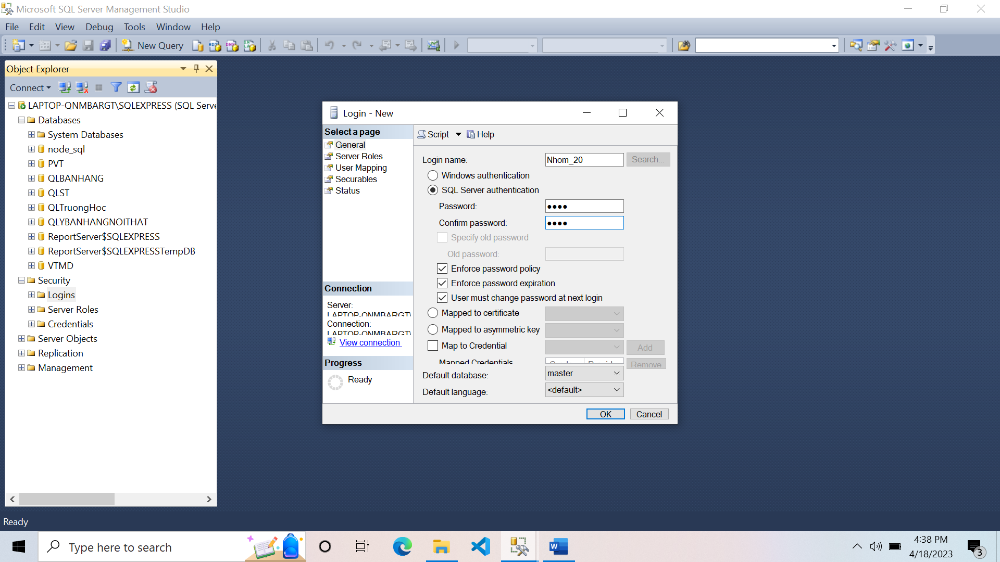 Microsoft SQL Server Management Studio
File Edit View Debug Tools Window Help
New Query
Object Explorer
Connect
LAPTOP-QNMBARGT\SQLEXPRESS (SQL Serve
Databases
System Databases
node_sql
PVT
QLBANHANG
QLST
QLTruongHoc
QLYBANHANGNOITHAT
ReportServer$SQLEXPRESS
ReportServer$SQLEXPRESSTempDB
VTMD
Security
Logins
Server Roles
Credentials
Server Objects
Replication
Management
Login - New
Select a page
General
Server Roles
User Mapping
Securables
Status
Connection
Server:
LAPTOP-QNMBARGT\
Connection:
LAPTOP-QNMBARGT\
View connection
Progress
Ready
Script Help
Login name: Nhom_20 Search...
Windows authentication
SQL Server authentication
Password: ●●●●
Confirm password: ●●●●
Specify old password
Old password:
Enforce password policy
Enforce password expiration
User must change password at next login
Mapped to certificate
Mapped to asymmetric key
Map to Credential Add
Mapped Credentials Remove
Default database: master
Default language: <default>
OK Cancel
Ready
Type here to search
4:38 PM
4/18/2023
3